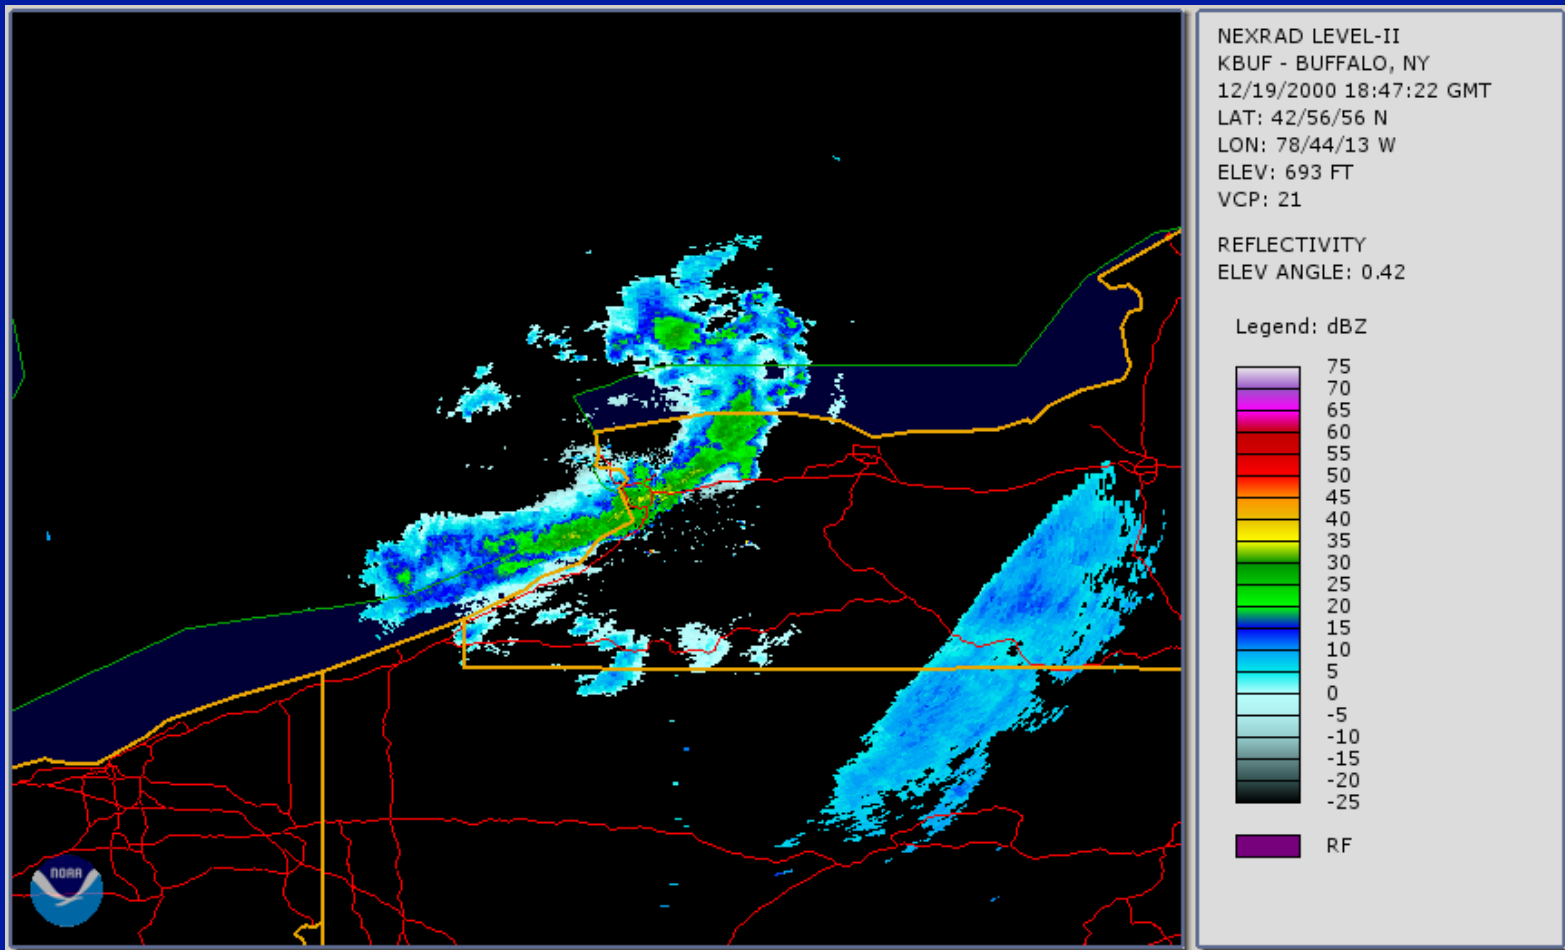 NEXRAD LEVEL-II
KBUF - BUFFALO, NY
12/19/2000 18:47:22 GMT
LAT: 42/56/56 N
LON: 78/44/13 W
ELEV: 693 FT
VCP: 21
REFLECTIVITY
ELEV ANGLE: 0.42
Legend: dBZ
75
70
65
60
55
50
45
40
35
30
25
20
15
10
5
0
-5
-10
-15
-20
-25
RF
NOAA